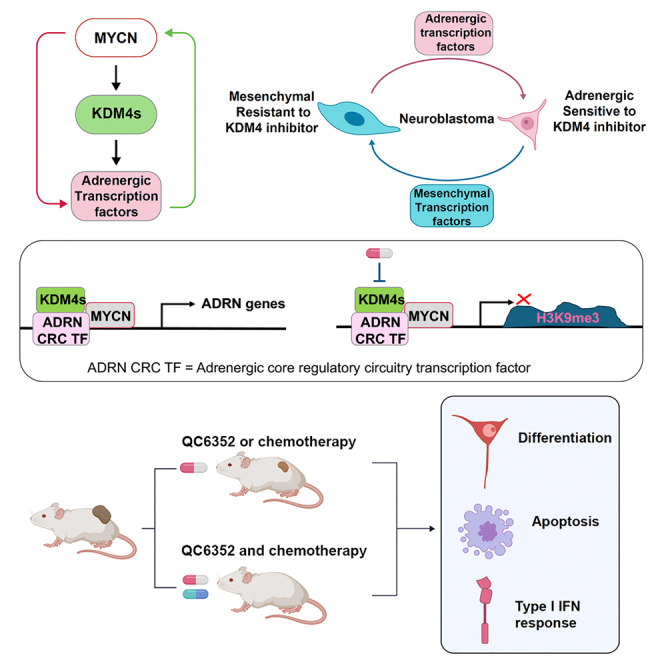 MYCN
KDM4s
Adrenergic
Transcription
factors
Adrenergic
transcription
factors
Mesenchymal
Resistant to
KDM4 inhibitor
Neuroblastoma
Adrenergic
Sensitive to
KDM4 inhibitor
Mesenchymal
Transcription
factors
KDM4s
ADRN
CRC TF
MYCN
ADRN genes
KDM4s
ADRN
CRC TF
MYCN
H3K9me3
ADRN CRC TF = Adrenergic core regulatory circuitry transcription factor
QC6352 or chemotherapy
QC6352 and chemotherapy
Differentiation
Apoptosis
Type I IFN
response